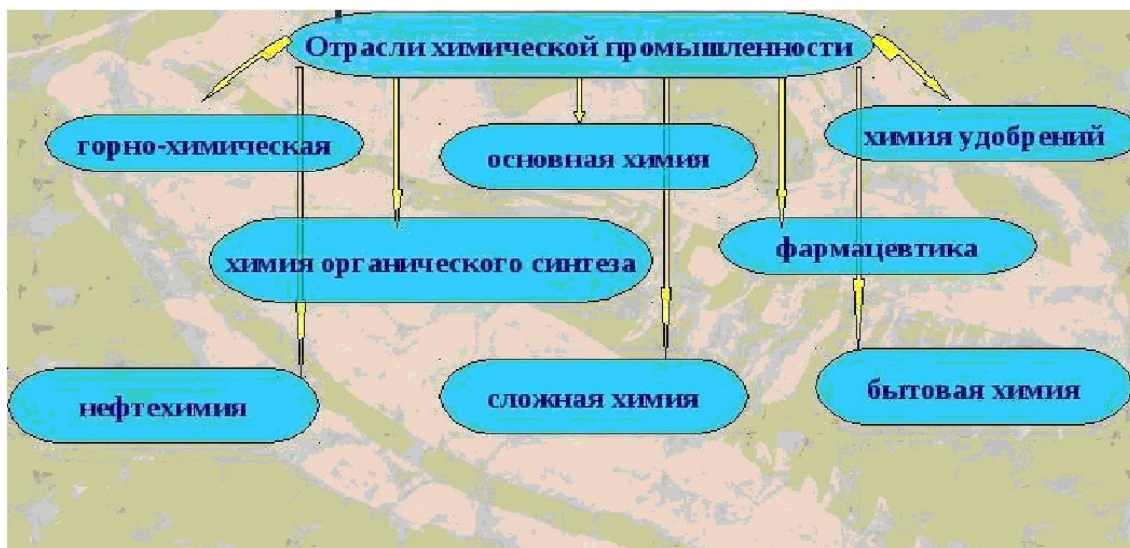 Отрасли химической промышленности
горно-химическая
основная химия
химия удобрений
химия органического синтеза
фармацевтика
нефтехимия
сложная химия
бытовая химия